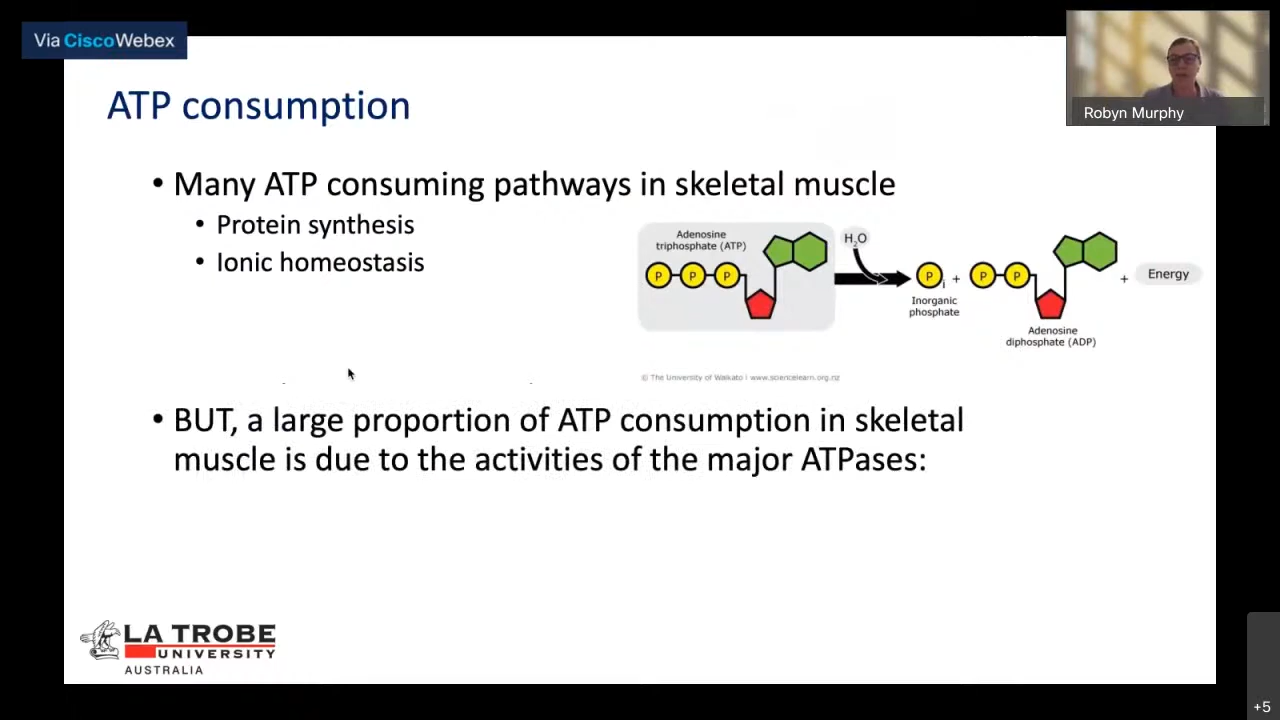 Via Cisco Webex
Robyn Murphy
ATP consumption
• Many ATP consuming pathways in skeletal muscle
• Protein synthesis
• Ionic homeostasis
Adenosine
triphosphate (ATP)
P P P
H₂O
Pi + P P + Energy
Inorganic
phosphate
Adenosine
diphosphate (ADP)
© The University of Waikato | www.sciencelearn.org.nz
• BUT, a large proportion of ATP consumption in skeletal
muscle is due to the activities of the major ATPases:
LA TROBE
UNIVERSITY
AUSTRALIA
+5